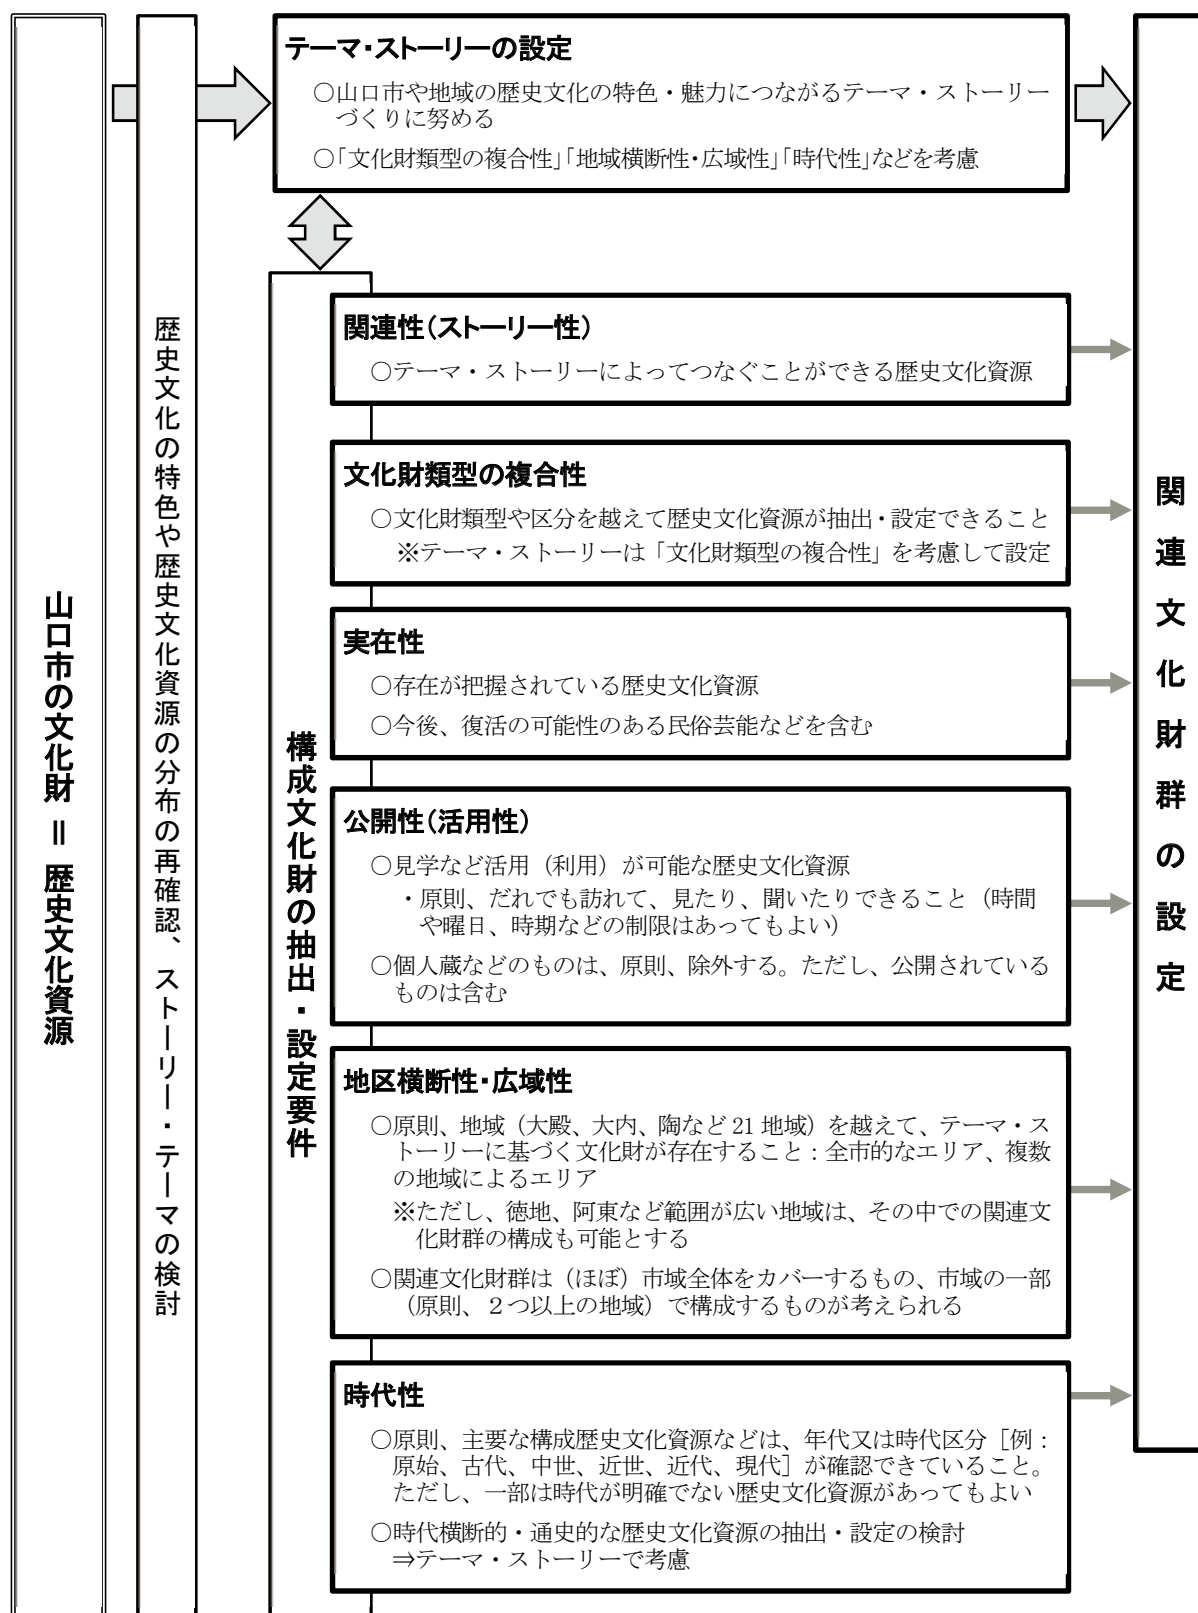 山口市の文化財 ＝ 歴史文化資源
歴史文化の特色や歴史文化資源の分布の再確認、ストーリー・テーマの検討
テーマ・ストーリーの設定
○山口市や地域の歴史文化の特色・魅力につながるテーマ・ストーリー
づくりに努める
○「文化財類型の複合性」「地域横断性・広域性」「時代性」などを考慮
構成文化財の抽出・設定要件
関連性（ストーリー性）
○テーマ・ストーリーによってつなぐことができる歴史文化資源
文化財類型の複合性
○文化財類型や区分を越えて歴史文化資源が抽出・設定できること
※テーマ・ストーリーは「文化財類型の複合性」を考慮して設定
実在性
○存在が把握されている歴史文化資源
○今後、復活の可能性のある民俗芸能などを含む
公開性（活用性）
○見学など活用（利用）が可能な歴史文化資源
・原則、だれでも訪れて、見たり、聞いたりできること（時間
や曜日、時期などの制限はあってもよい）
○個人蔵などのものは、原則、除外する。ただし、公開されている
ものは含む
地区横断性・広域性
○原則、地域（大殿、大内、陶など 21 地域）を越えて、テーマ・ス
トーリーに基づく文化財が存在すること：全市的なエリア、複数
の地域によるエリア
※ただし、徳地、阿東など範囲が広い地域は、その中での関連文
化財群の構成も可能とする
○関連文化財群は（ほぼ）市域全体をカバーするもの、市域の一部
（原則、２つ以上の地域）で構成するものが考えられる
時代性
○原則、主要な構成歴史文化資源などは、年代又は時代区分［例：
原始、古代、中世、近世、近代、現代］が確認できていること。
ただし、一部は時代が明確でない歴史文化資源があってもよい
○時代横断的・通史的な歴史文化資源の抽出・設定の検討
⇒テーマ・ストーリーで考慮
関連文化財群の設定